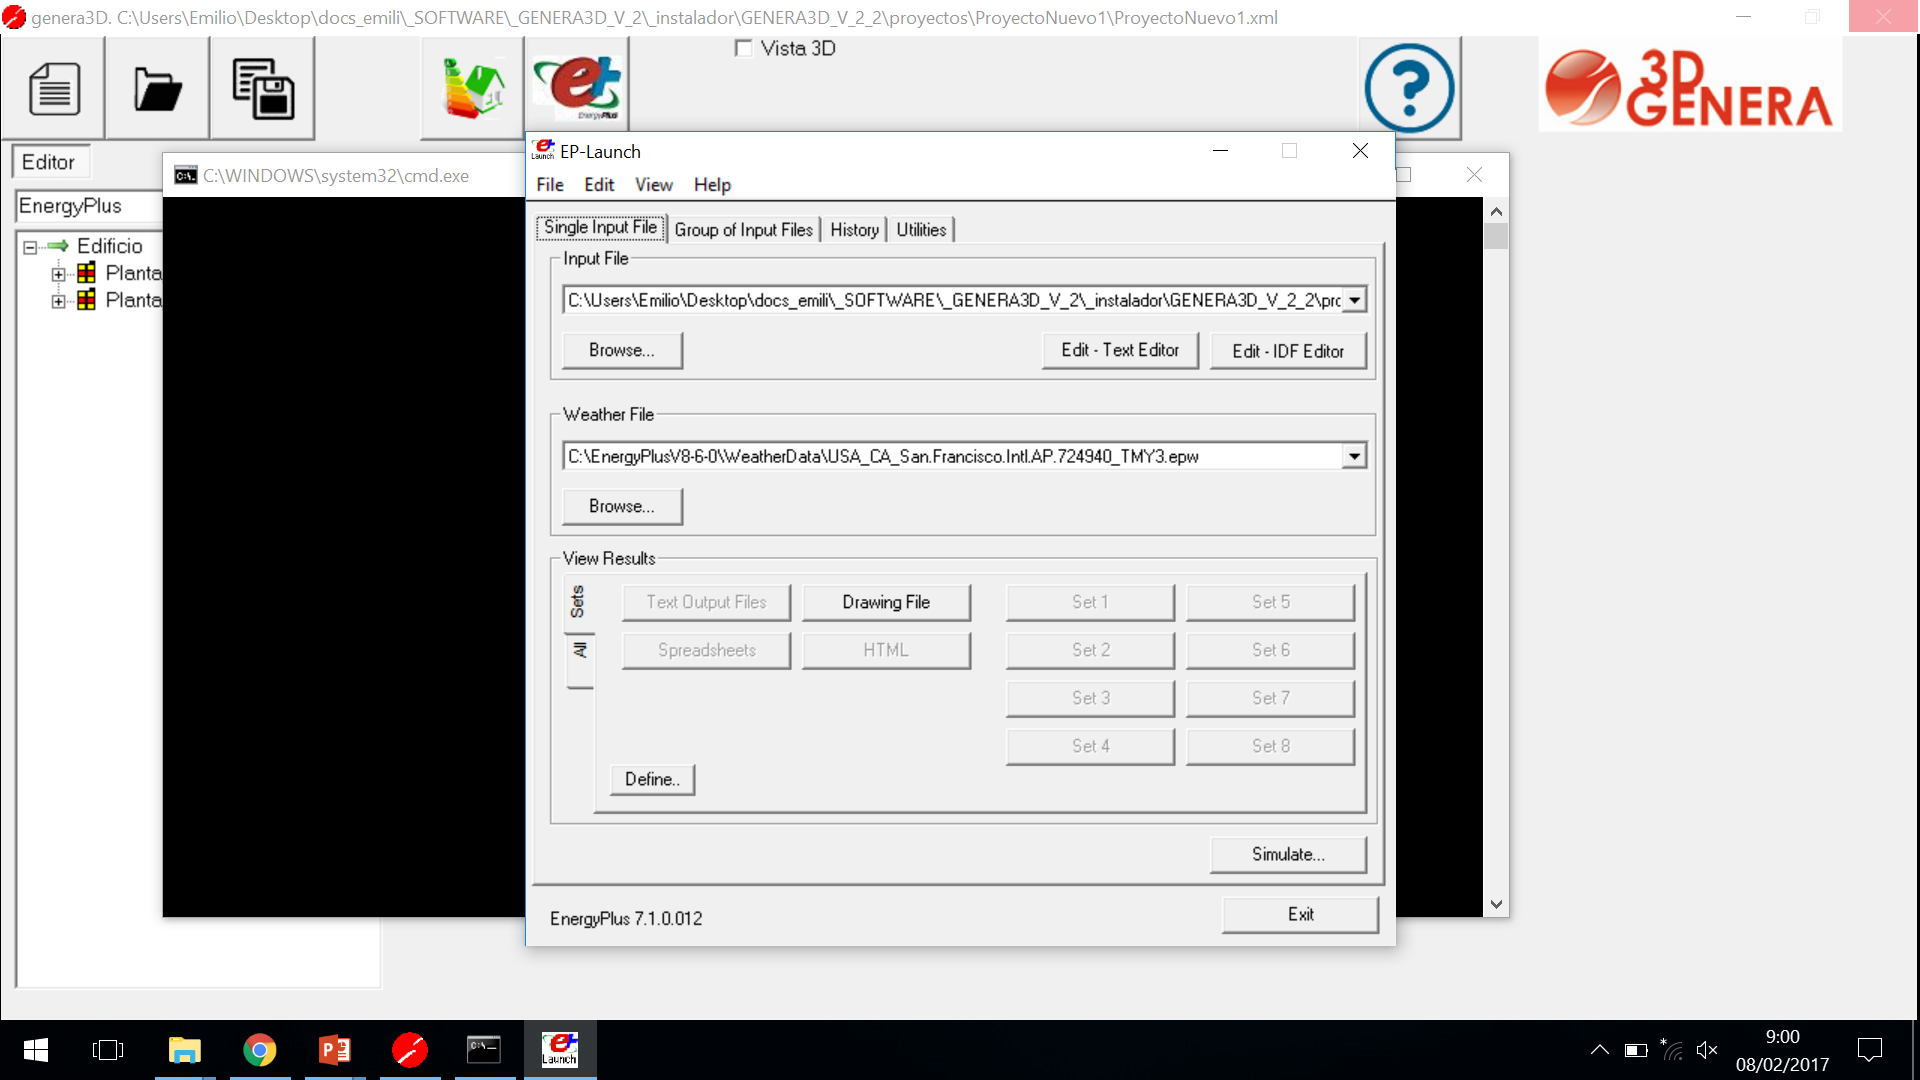 genera3D. C:\Users\Emilio\Desktop\docs_emili\_SOFTWARE\_GENERA3D_V_2\_instalador\GENERA3D_V_2_2\proyectos\ProyectoNuevo1\ProyectoNuevo1.xml
Vista 3D
et
EnergyPlus
?
3D
GENERA
Editor
EnergyPlus
Edificio
Planta
Planta
C:\WINDOWS\system32\cmd.exe
EP-Launch
File Edit View Help
Single Input File Group of Input Files History Utilities
Input File
C:\Users\Emilio\Desktop\docs_emili\_SOFTWARE\_GENERA3D_V_2\_instalador\GENERA3D_V_2_2\prc
Browse... Edit - Text Editor Edit - IDF Editor
Weather File
C:\EnergyPlusV8-6-0\WeatherData\USA_CA_San.Francisco.Intl.AP.724940_TMY3.epw
Browse...
View Results
Sets
All
Text Output Files Drawing File Set 1 Set 5
Spreadsheets HTML Set 2 Set 6
Set 3 Set 7
Set 4 Set 8
Define..
Simulate...
EnergyPlus 7.1.0.012
Exit
Launch
9:00
08/02/2017